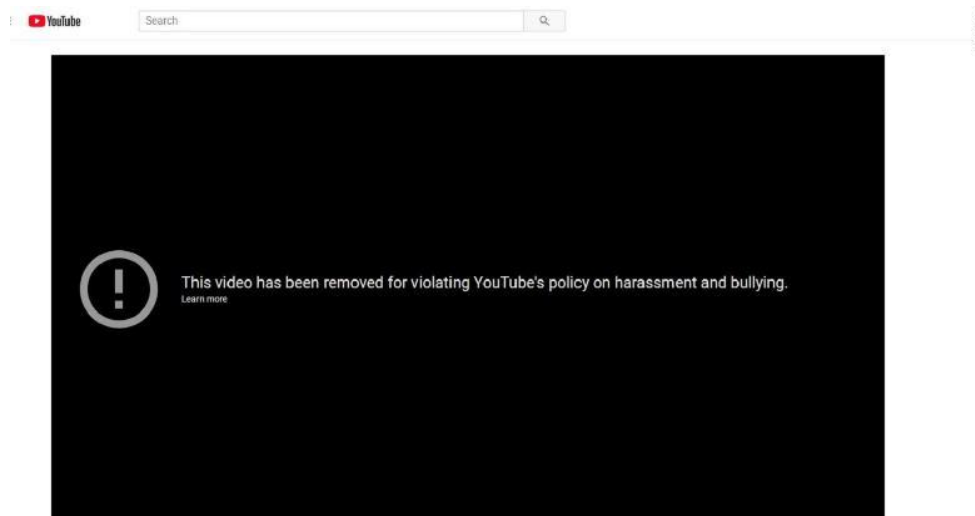 YouTube
Search
This video has been removed for violating YouTube's policy on harassment and bullying.
Learn more